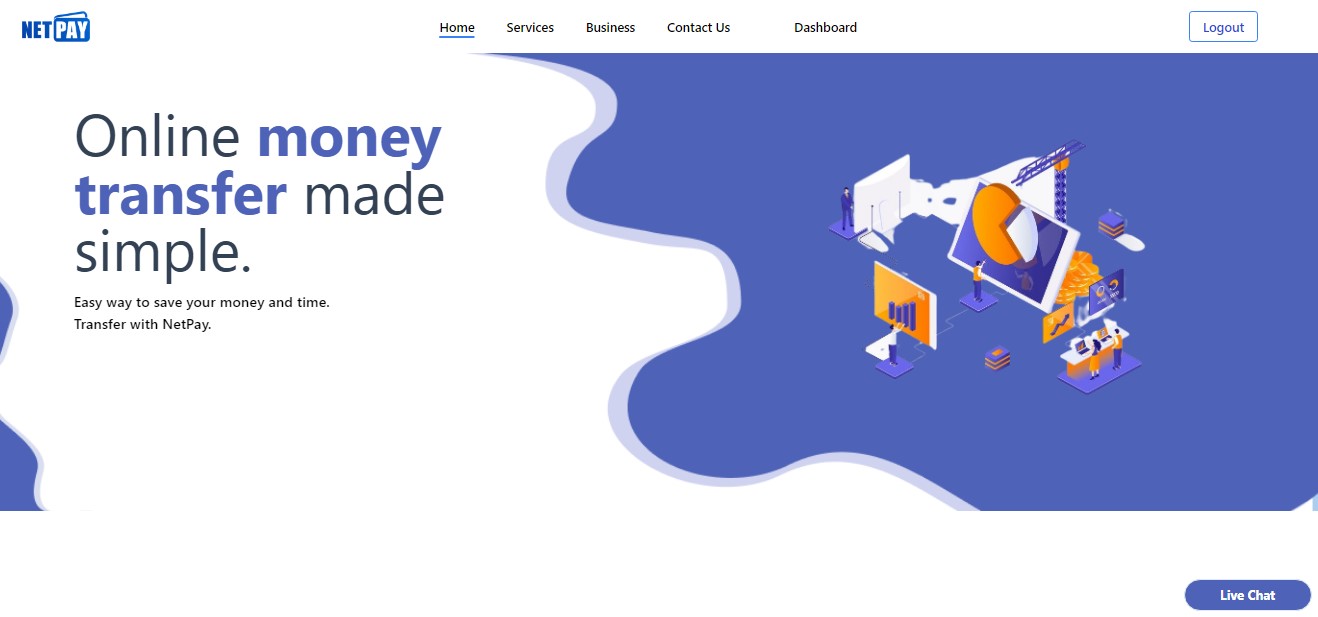 NETPAY
Home Services Business Contact Us Dashboard Logout
Online money
transfer made
simple.
Easy way to save your money and time.
Transfer with NetPay.
Live Chat